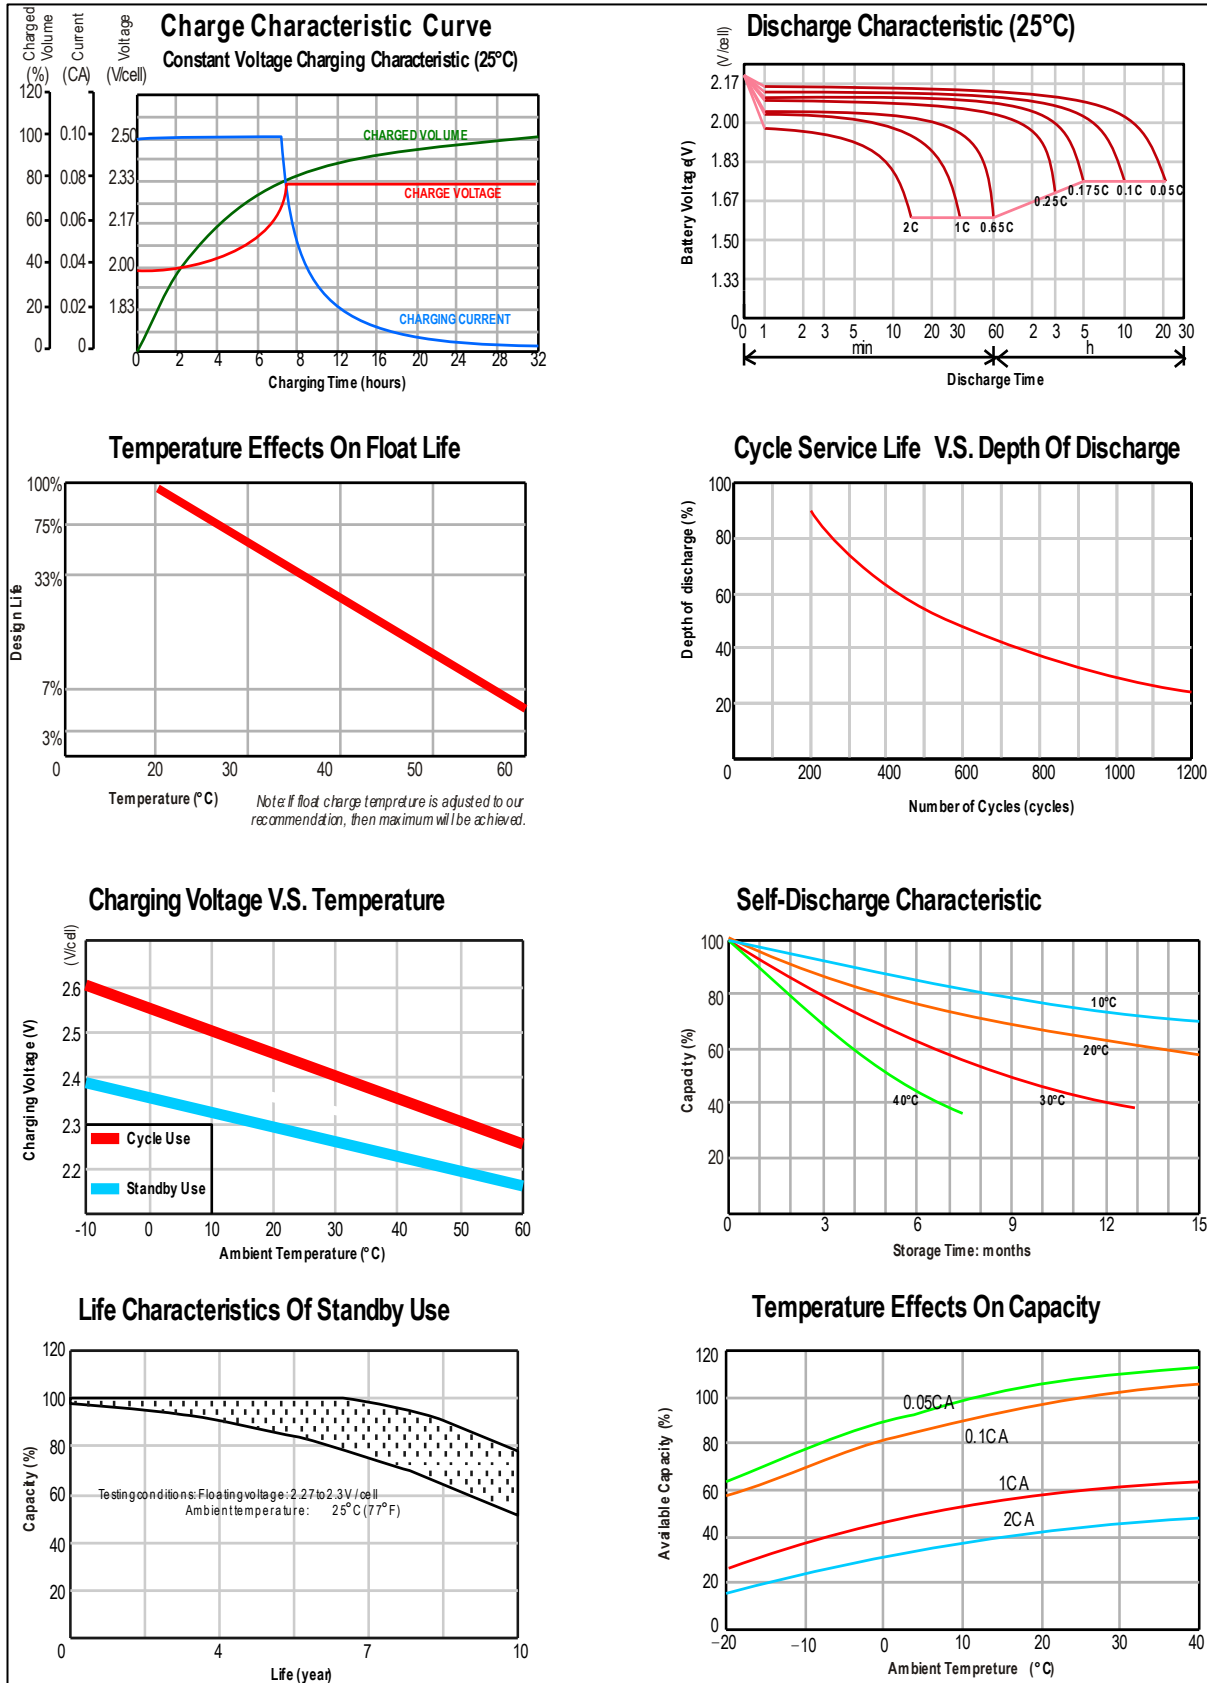 Charge Characteristic Curve
Constant Voltage Charging Characteristic (25°C)
Charged
Volume
Current
Voltage
(%)
(CA)
(V/cell)
120
100
0.10
2.50
80
0.08
2.33
60
0.06
2.17
40
0.04
2.00
20
0.02
1.83
0
0
CHARGED VOLUME
CHARGE VOLTAGE
CHARGING CURRENT
0 2 4 6 8 12 16 20 24 28 32
Charging Time (hours)
Discharge Characteristic (25°C)
(V/cell)
Battery Voltage(V)
2.17
2.00
1.83
1.67
1.50
1.33
0
2C 1C 0.65C 0.25C 0.175C 0.1C 0.05C
1 2 3 5 10 20 30 60 2 3 5 10 20 30
min h
Discharge Time
Temperature Effects On Float Life
Design Life
100%
75%
33%
7%
3%
0 20 30 40 50 60
Temperature (°C)
Note: If float charge tempreture is adjusted to our
recommendation, then maximum will be achieved.
Cycle Service Life V.S. Depth Of Discharge
Depth of discharge (%)
100
80
60
40
20
0 200 400 600 800 1000 1200
Number of Cycles (cycles)
Charging Voltage V.S. Temperature
(V/cell)
Charging Voltage (V)
2.6
2.5
2.4
2.3
2.2
Cycle Use
Standby Use
-10 0 10 20 30 40 50 60
Ambient Temperature (°C)
Self-Discharge Characteristic
Capacity (%)
100
80
60
40
20
10°C
20°C
30°C
40°C
0 3 6 9 12 15
Storage Time: months
Life Characteristics Of Standby Use
Capacity (%)
120
100
80
60
40
20
Testing conditions: Floating voltage: 2.27 to 2.3V/cell
Ambient temperature: 25°C (77°F)
0 4 7 10
Life (year)
Temperature Effects On Capacity
Available Capacity (%)
120
100
80
60
40
20
0
0.05CA
0.1CA
1CA
2CA
−20 −10 0 10 20 30 40
Ambient Tempreture (°C)